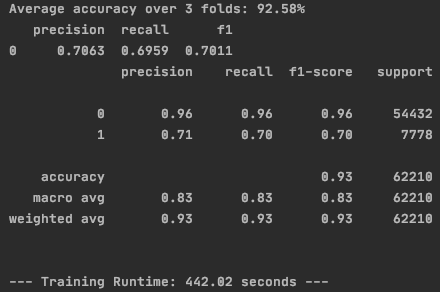 Average accuracy over 3 folds: 92.58%
precision recall f1
0 0.7063 0.6959 0.7011
precision recall f1-score support
0 0.96 0.96 0.96 54432
1 0.71 0.70 0.70 7778
accuracy 0.93 62210
macro avg 0.83 0.83 0.83 62210
weighted avg 0.93 0.93 0.93 62210
--- Training Runtime: 442.02 seconds ---